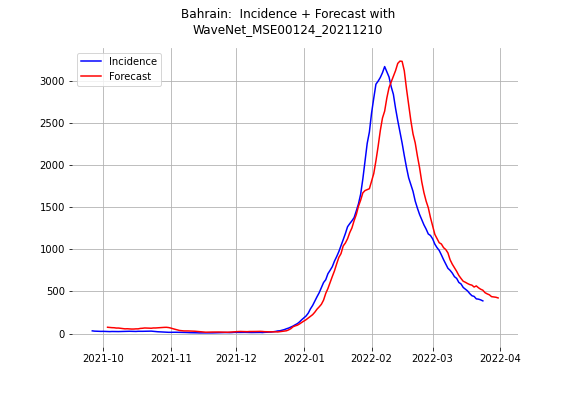 Bahrain:  Incidence + Forecast with
WaveNet_MSE00124_20211210
Incidence
Forecast
3000
2500
2000
1500
1000
500
0
2021-10 2021-11 2021-12 2022-01 2022-02 2022-03 2022-04